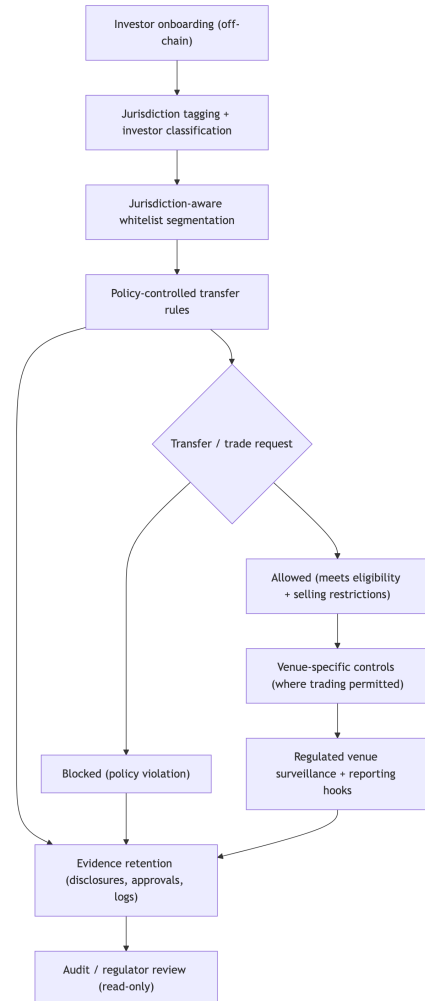 Investor onboarding (off-
chain)
Jurisdiction tagging +
investor classification
Jurisdiction-aware
whitelist segmentation
Policy-controlled transfer
rules
Transfer / trade request
Allowed (meets eligibility
+ selling restrictions)
Venue-specific controls
(where trading permitted)
Regulated venue
surveillance + reporting
hooks
Blocked (policy violation)
Evidence retention
(disclosures, approvals,
logs)
Audit / regulator review
(read-only)